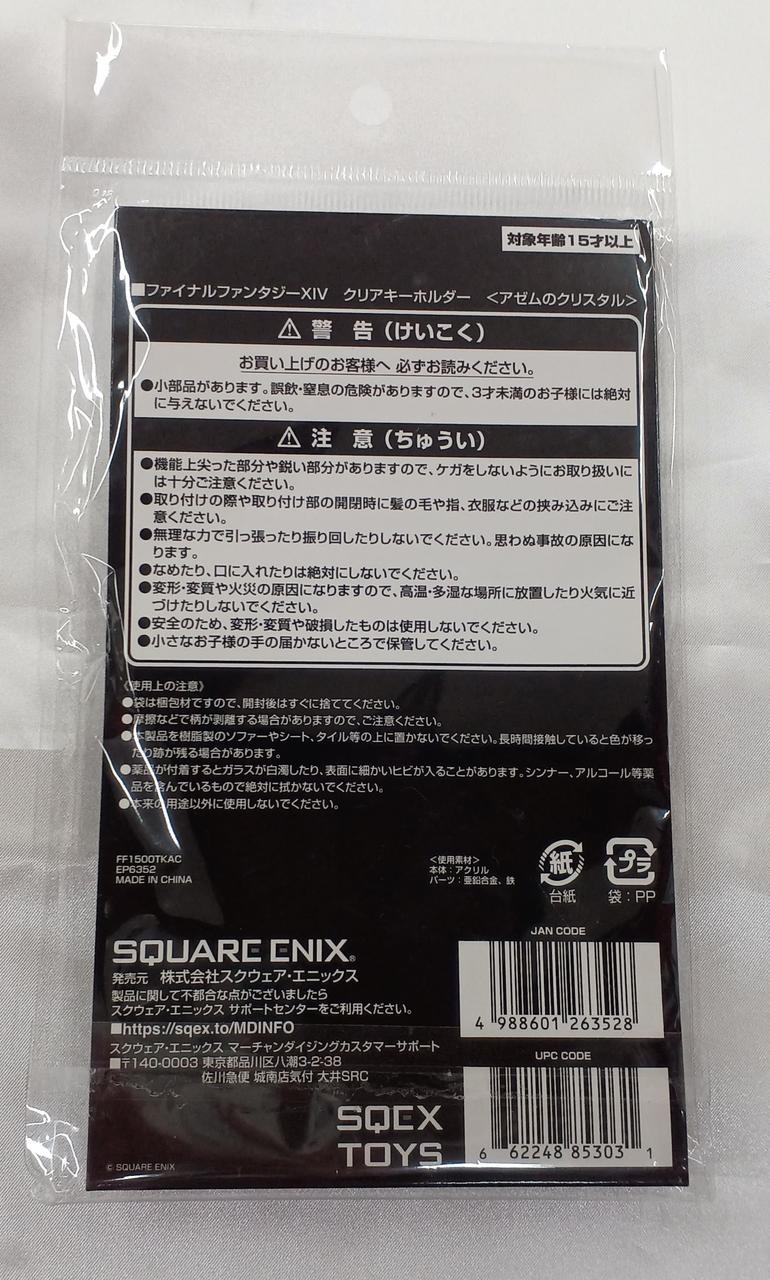 対象年齢15才以上
■ファイナルファンタジーXIV クリアキーホルダー <アゼムのクリスタル>
⚠ 警 告(けいこく)
お買い上げのお客様へ 必ずお読みください。
●小部品があります。誤飲・窒息の危険がありますので、3才未満のお子様には絶対
に与えないでください。
⚠ 注 意(ちゅうい)
●機能上尖った部分や鋭い部分がありますので、ケガをしないようにお取り扱いに
は十分ご注意ください。
●取り付けの際や取り付け部の開閉時に髪の毛や指、衣服などの挟み込みにご注
意ください。
●無理な力で引っ張ったり振り回したりしないでください。思わぬ事故の原因にな
ります。
●なめたり、口に入れたりは絶対にしないでください。
●変形・変質や火災の原因になりますので、高温・多湿な場所に放置したり火気に近
づけたりしないでください。
●安全のため、変形・変質や破損したものは使用しないでください。
●小さなお子様の手の届かないところで保管してください。
《使用上の注意》
●袋は梱包材ですので、開封後はすぐに捨ててください。
●摩擦などで柄が剥離する場合がありますので、ご注意ください。
●本製品を樹脂製のソファーやシート、タイル等の上に置かないでください。長時間接触していると色が移っ
たり跡が残る場合があります。
●薬品が付着するとガラスが白濁したり、表面に細かいヒビが入ることがあります。シンナー、アルコール等薬
品を含んでいるもので絶対に拭かないでください。
●本来の用途以外に使用しないでください。
FF1500TKAC
EP6352
MADE IN CHINA
<使用素材>
本体:アクリル
パーツ:亜鉛合金、鉄
紙
台紙
プラ
袋:PP
SQUARE ENIX®
発売元 株式会社スクウェア・エニックス
製品に関して不都合な点がございましたら
スクウェア・エニックス サポートセンターをご利用ください。
■https://sqex.to/MDINFO
スクウェア・エニックス マーチャンダイジングカスタマーサポート
■〒140-0003 東京都品川区八潮3-2-38
佐川急便 城南店気付 大井SRC
JAN CODE
4 988601 263528
UPC CODE
6 62248 85303 1
SQEX
TOYS
© SQUARE ENIX